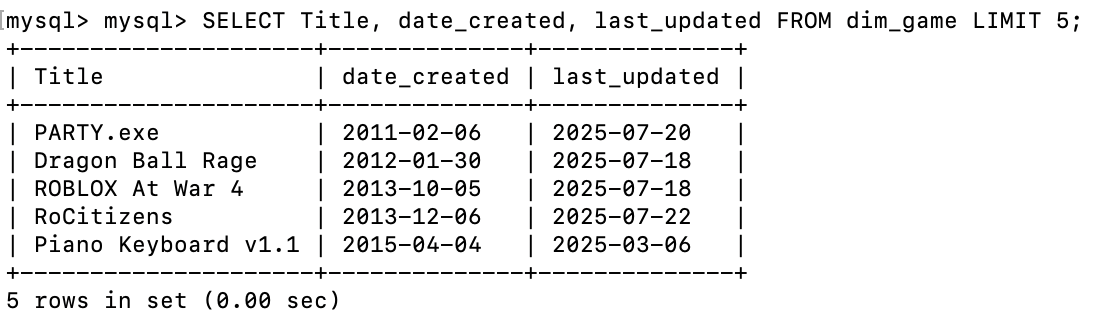 mysql> mysql> SELECT Title, date_created, last_updated FROM dim_game LIMIT 5;
+---------------------+--------------+--------------+
| Title               | date_created | last_updated |
+---------------------+--------------+--------------+
| PARTY.exe           | 2011-02-06   | 2025-07-20   |
| Dragon Ball Rage    | 2012-01-30   | 2025-07-18   |
| ROBLOX At War 4     | 2013-10-05   | 2025-07-18   |
| RoCitizens          | 2013-12-06   | 2025-07-22   |
| Piano Keyboard v1.1 | 2015-04-04   | 2025-03-06   |
+---------------------+--------------+--------------+
5 rows in set (0.00 sec)